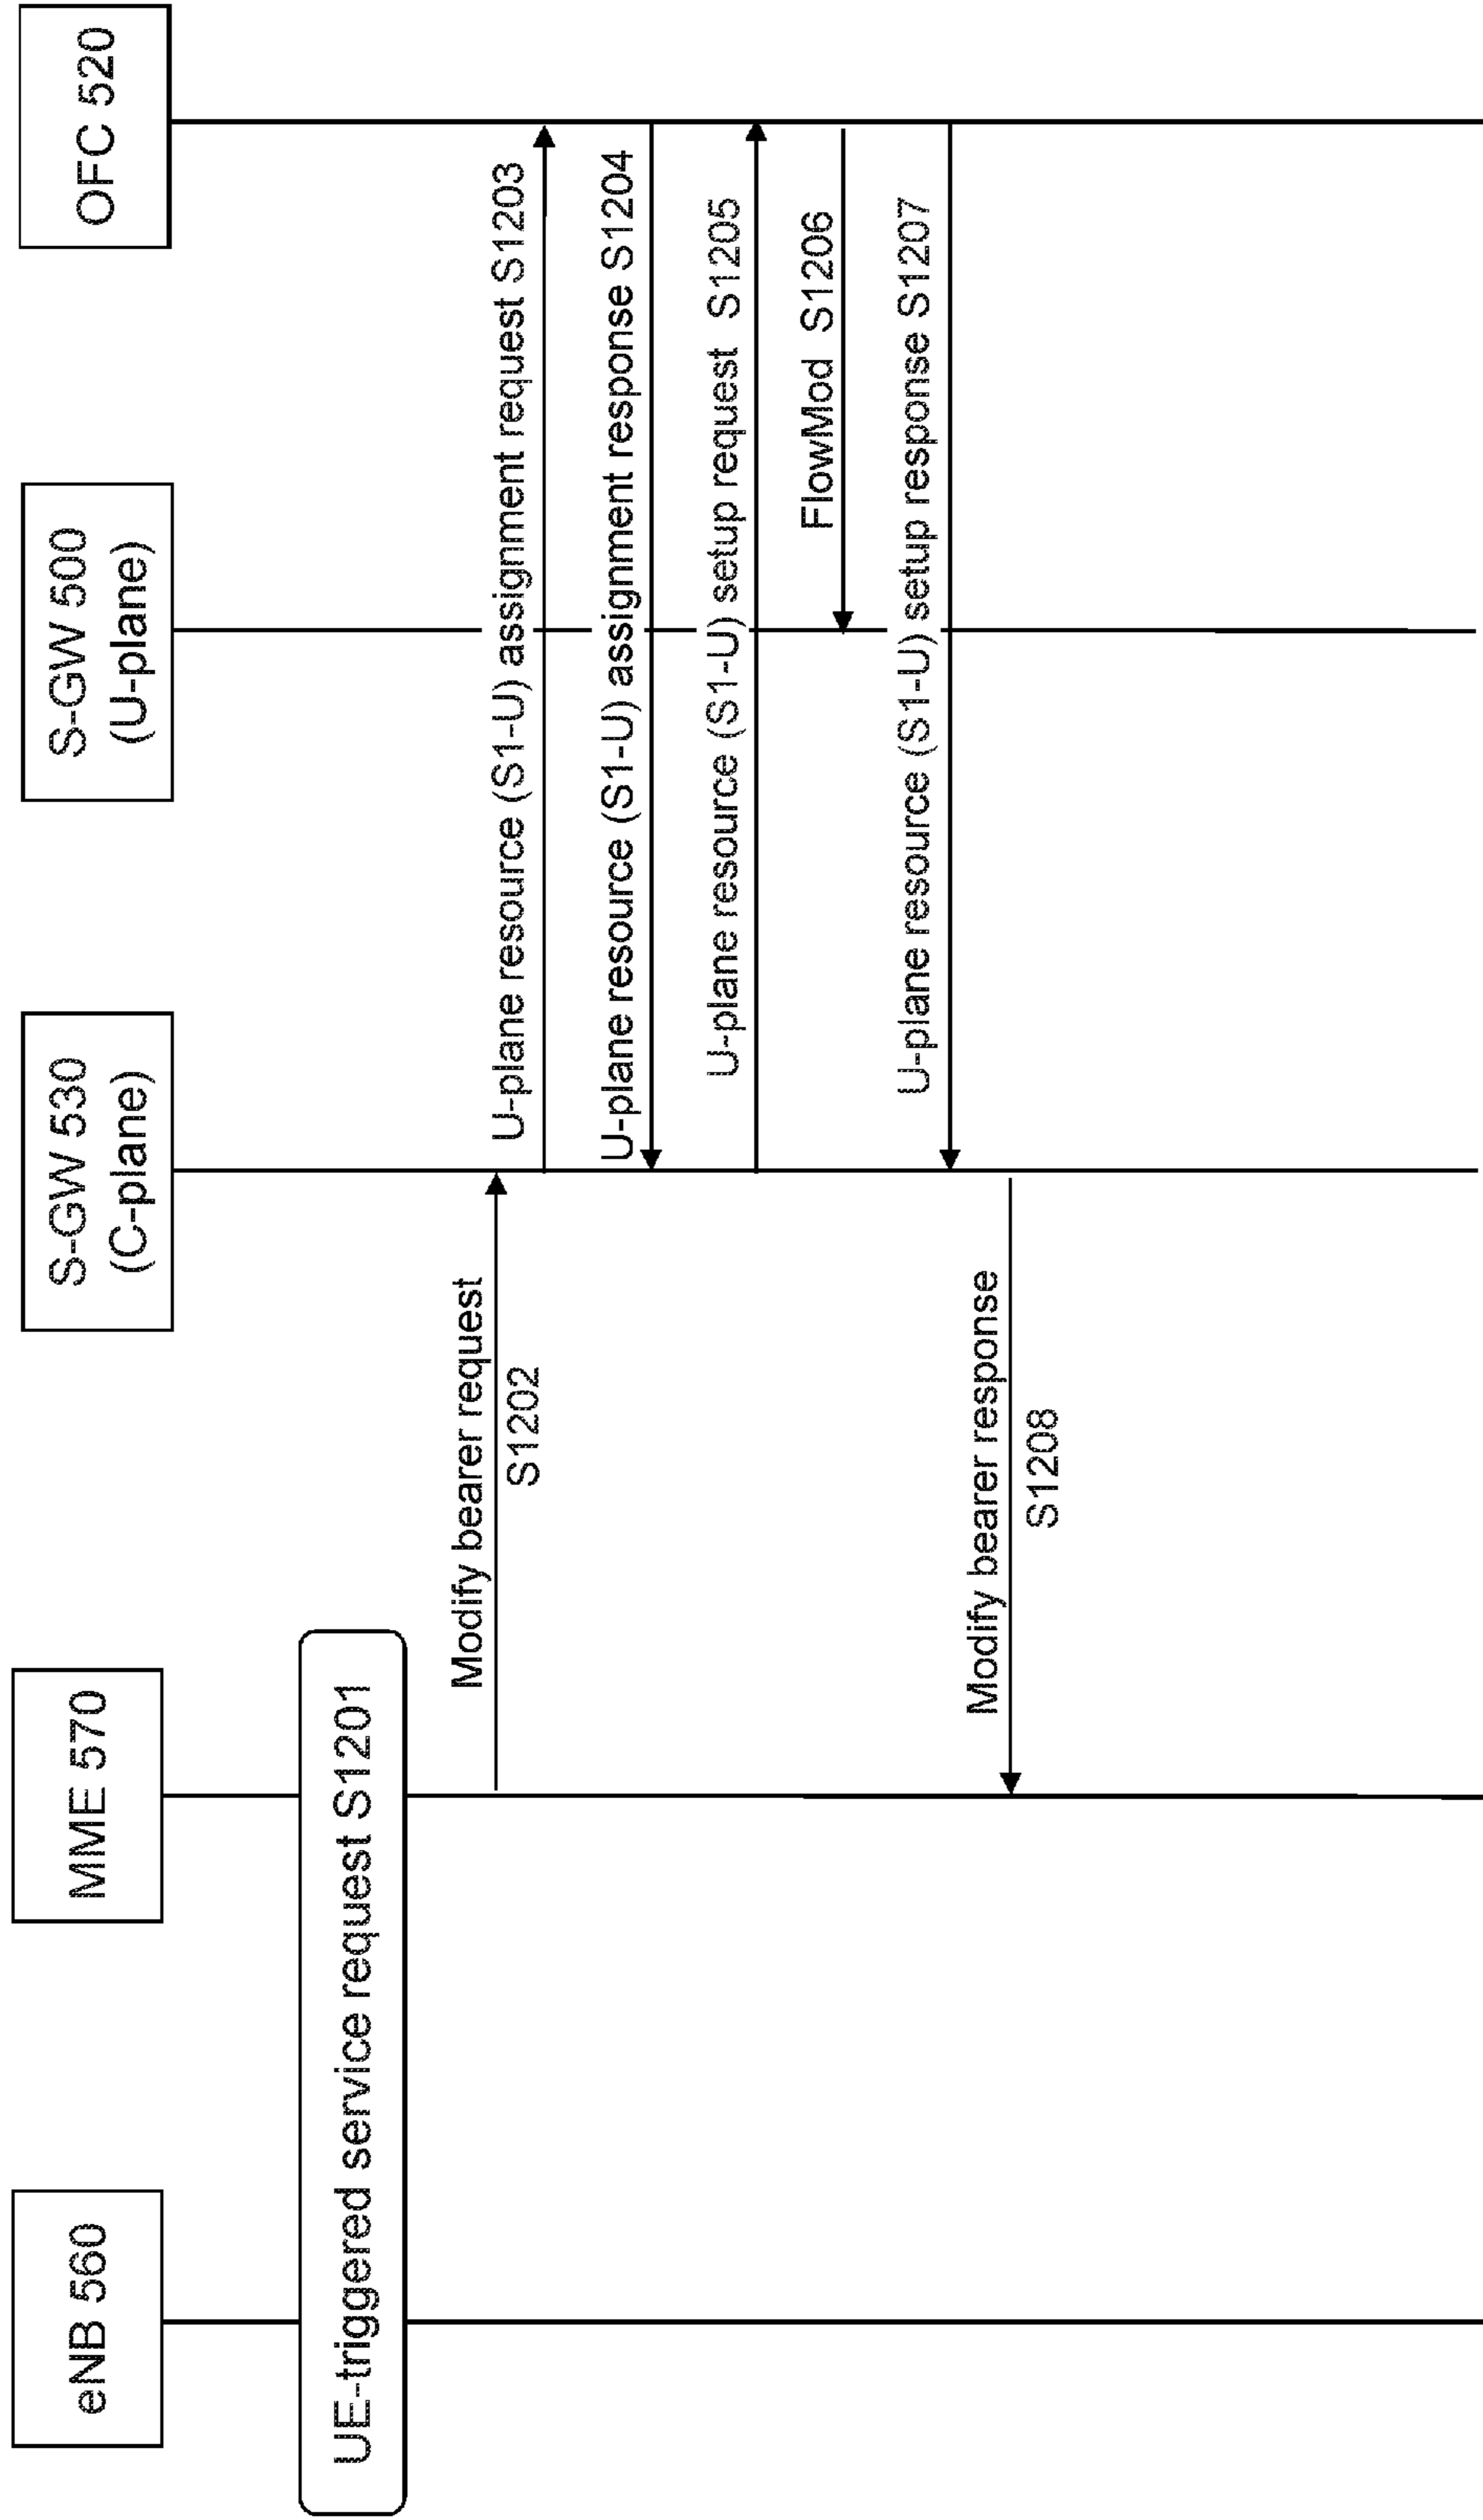 eNB 560
MME 570
S-GW 530
(C-plane)
S-GW 500
(U-plane)
OFC 520
UE-triggered service request S1201
Modify bearer request
S1202
U-plane resource (S1-U) assignment request S1203
U-plane resource (S1-U) assignment response S1204
U-plane resource (S1-U) setup request S1205
FlowMod S1206
U-plane resource (S1-U) setup response S1207
Modify bearer response
S1208